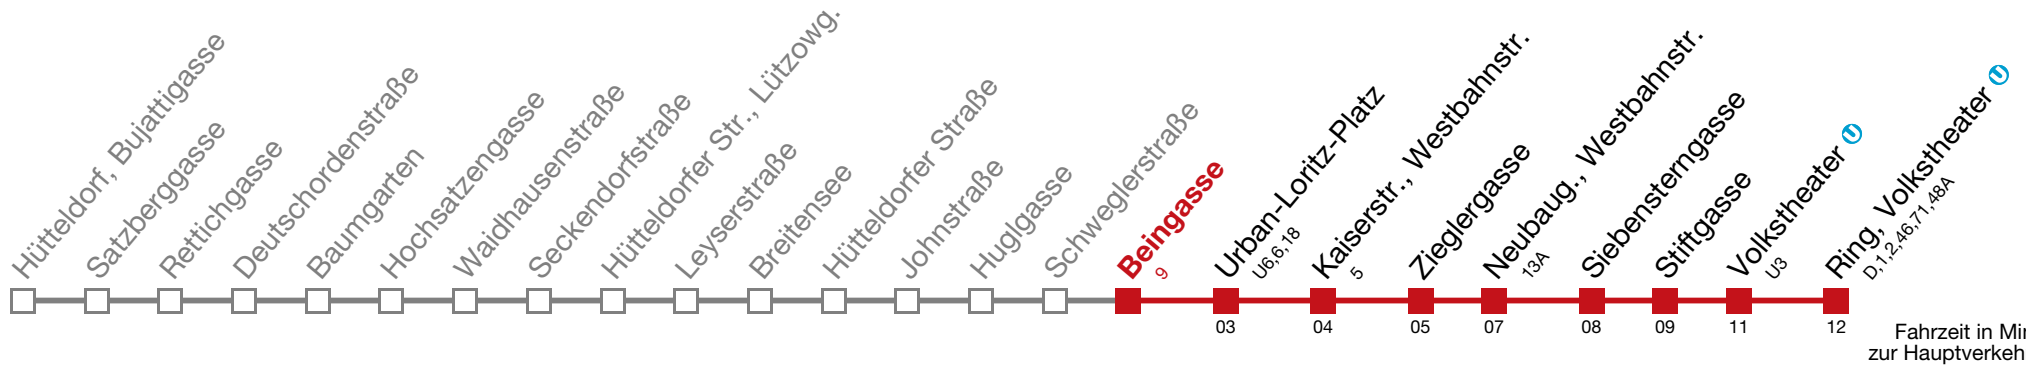 Hütteldorf, Bujattigasse
Satzberggasse
Rettichgasse
Deutschordenstraße
Baumgarten
Hochsatzengasse
Waidhausenstraße
Seckendorfstraße
Hütteldorfer Str., Lützowg.
Leyserstraße
Breitensee
Hütteldorfer Straße
Johnstraße
Huglgasse
Schweglerstraße
Beingasse
9
Urban-Loritz-Platz
U6,6,18
Kaiserstr., Westbahnstr.
5
Zieglergasse
Neubaug., Westbahnstr.
13A
Siebensterngasse
Stiftgasse
Volkstheater U
U3
Ring, Volkstheater U
D,1,2,46,71,48A
03
04
05
07
08
09
11
12
Fahrzeit in Min
zur Hauptverkeh